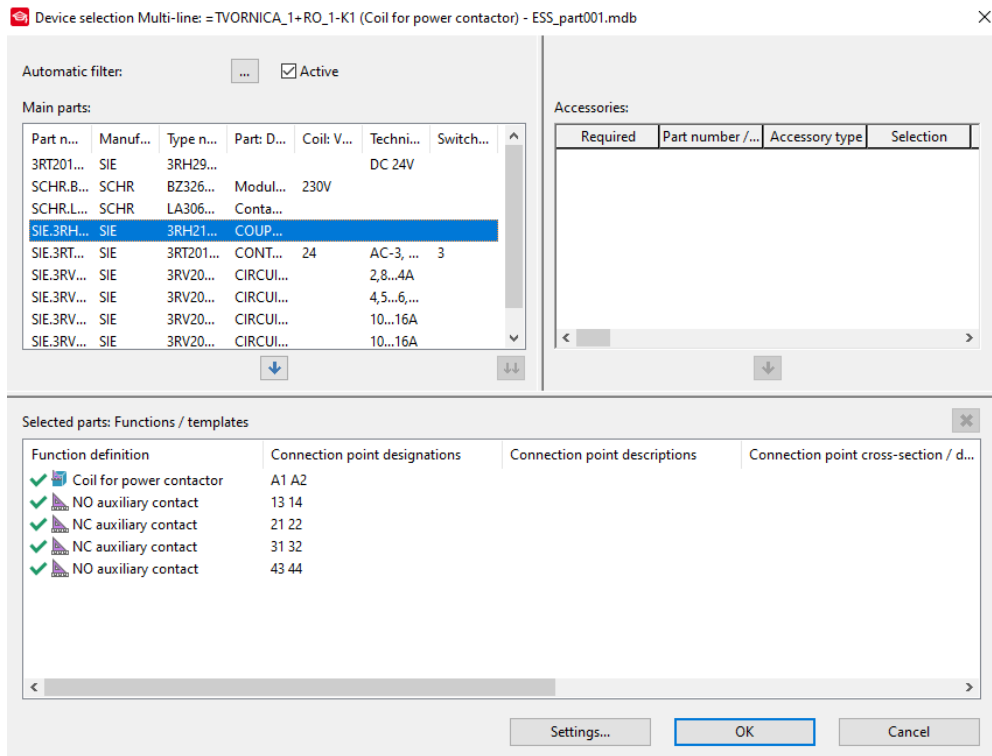 Device selection Multi-line: =TVORNICA_1+RO_1-K1 (Coil for power contactor) - ESS_part001.mdb
Automatic filter: ... Active
Main parts:
Part n... Manuf... Type n... Part: D... Coil: V... Techni... Switch...
3RT201... SIE 3RH29... DC 24V
SCHR.B... SCHR BZ326... Modul... 230V
SCHR.L... SCHR LA306... Conta...
SIE.3RH... SIE 3RH21... COUP...
SIE.3RT... SIE 3RT201... CONT... 24 AC-3, ... 3
SIE.3RV... SIE 3RV20... CIRCUI... 2,8...4A
SIE.3RV... SIE 3RV20... CIRCUI... 4,5...6,...
SIE.3RV... SIE 3RV20... CIRCUI... 10...16A
SIE.3RV... SIE 3RV20... CIRCUI... 10...16A
Accessories:
Required Part number /... Accessory type Selection
Selected parts: Functions / templates
Function definition Connection point designations Connection point descriptions Connection point cross-section / d...
Coil for power contactor A1 A2
NO auxiliary contact 13 14
NC auxiliary contact 21 22
NC auxiliary contact 31 32
NO auxiliary contact 43 44
Settings... OK Cancel